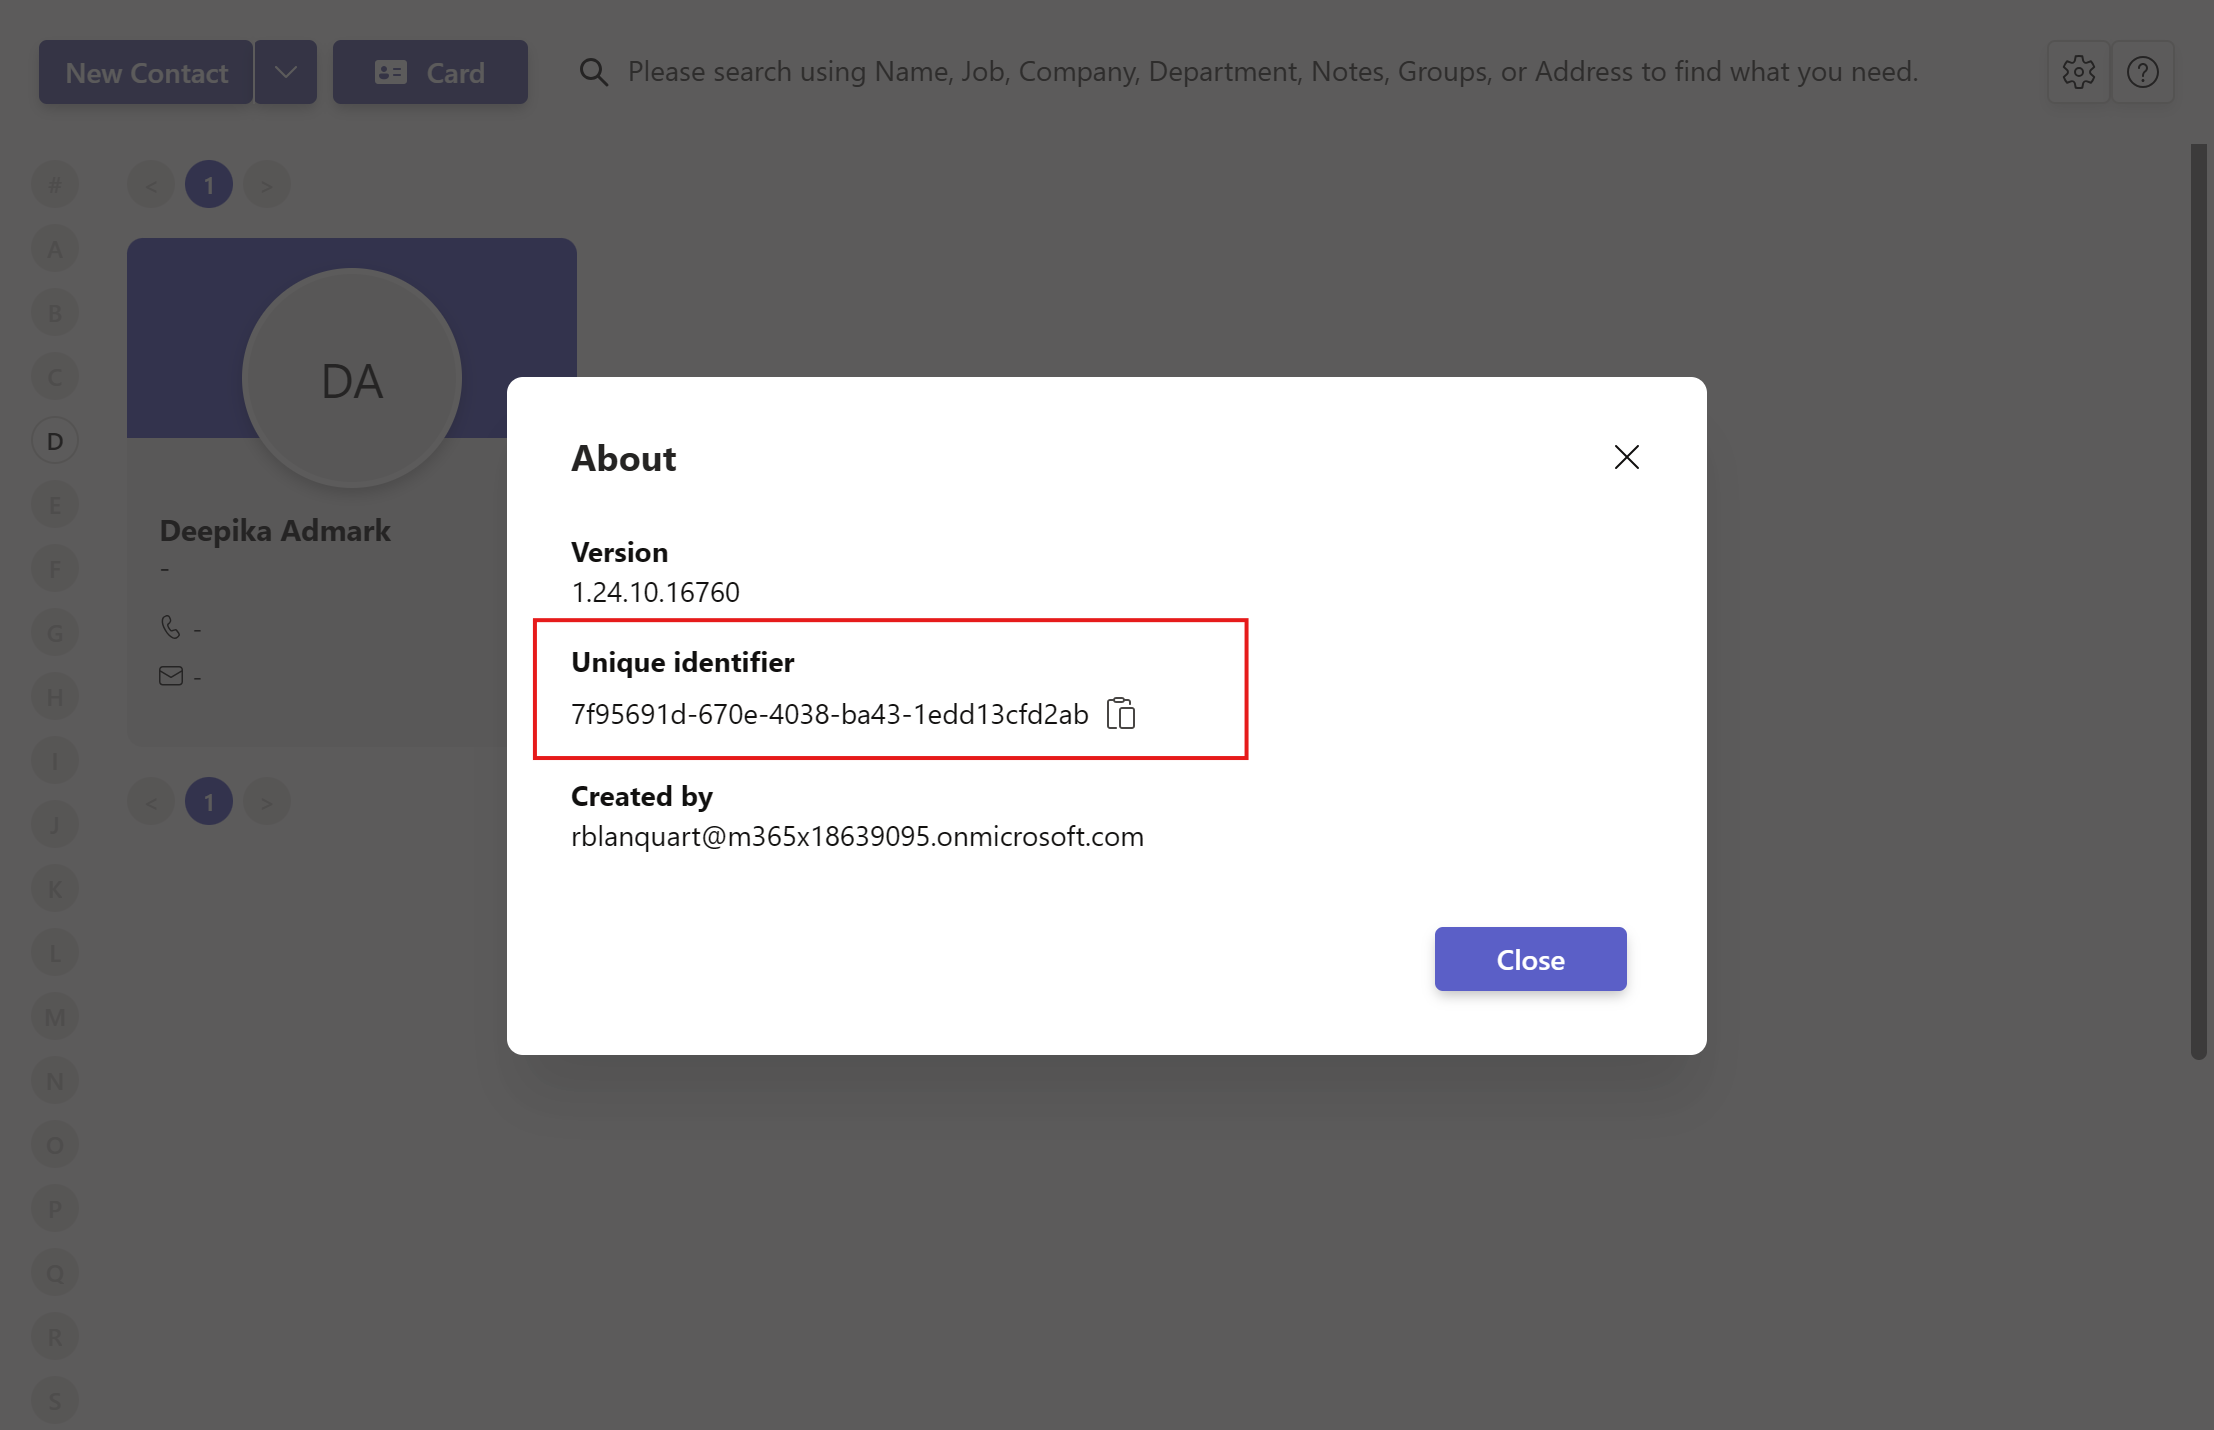 New Contact
Card
Please search using Name, Job, Company, Department, Notes, Groups, or Address to find what you need.
#
< 1 >
A
B
C
D
E
F
G
H
I
J
K
L
M
N
O
P
Q
R
S
DA
Deepika Admark
-
-
-
< 1 >
About
Version
1.24.10.16760
Unique identifier
7f95691d-670e-4038-ba43-1edd13cfd2ab
Created by
rblanquart@m365x18639095.onmicrosoft.com
Close